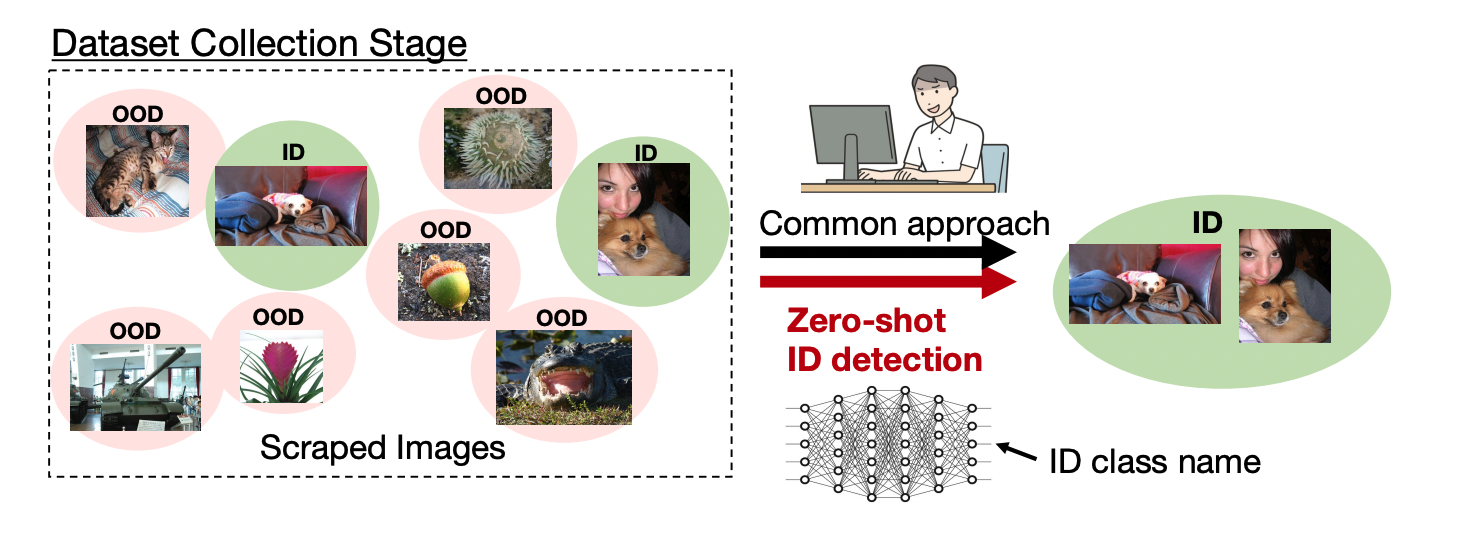 Dataset Collection Stage
OOD
ID
OOD
ID
OOD
OOD
OOD
OOD
Scraped Images
Common approach
Zero-shot
ID detection
ID class name
ID